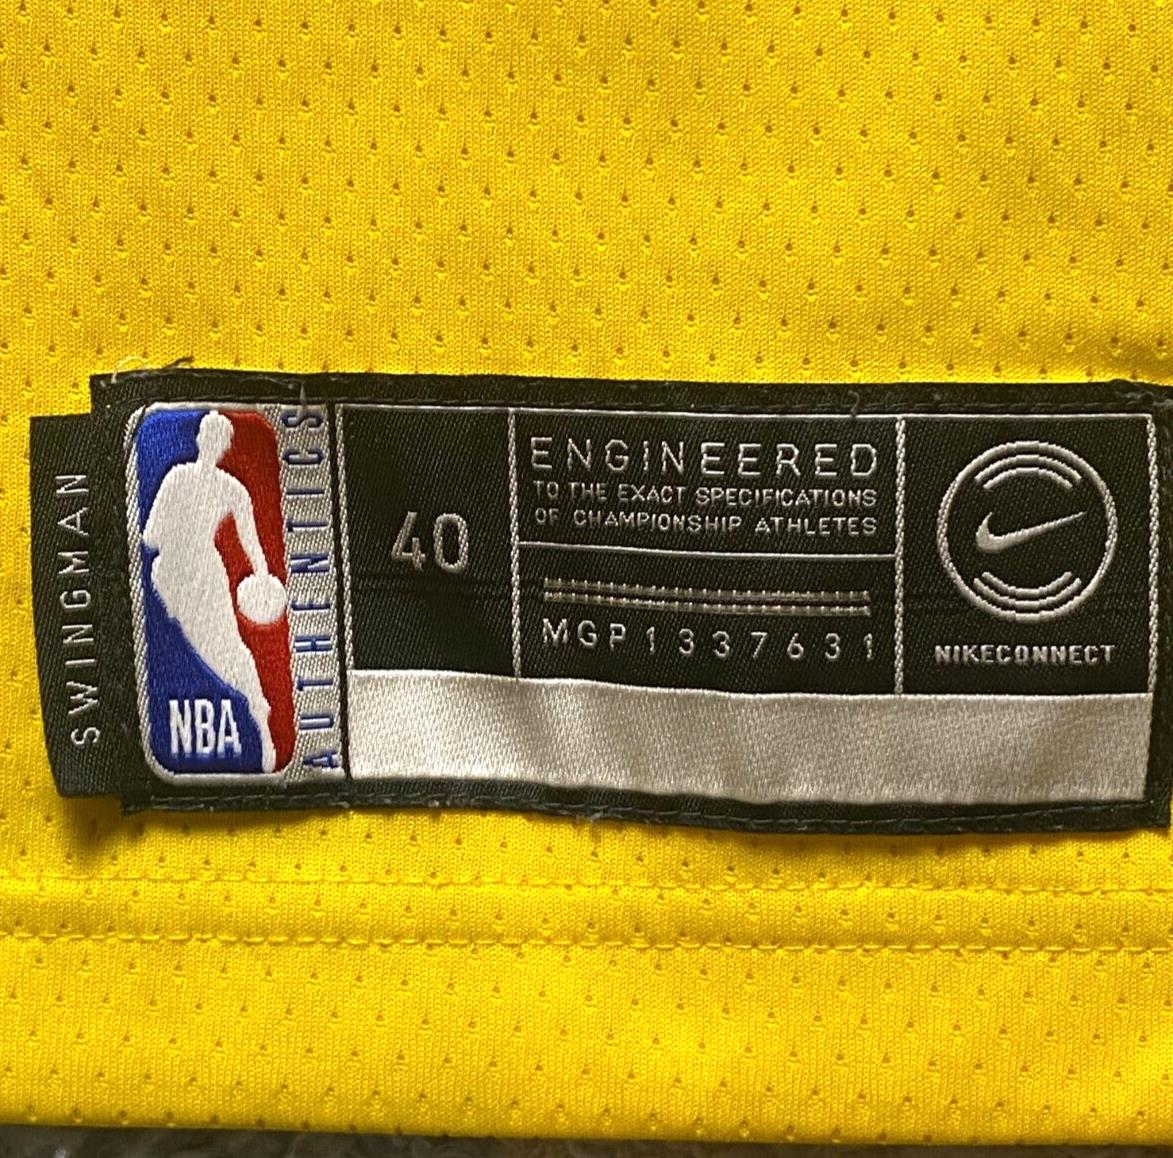 SWINGMAN
NBA
AUTHENTICS
40
ENGINEERED
TO THE EXACT SPECIFICATIONS
OF CHAMPIONSHIP ATHLETES
MGP1337631
NIKECONNECT